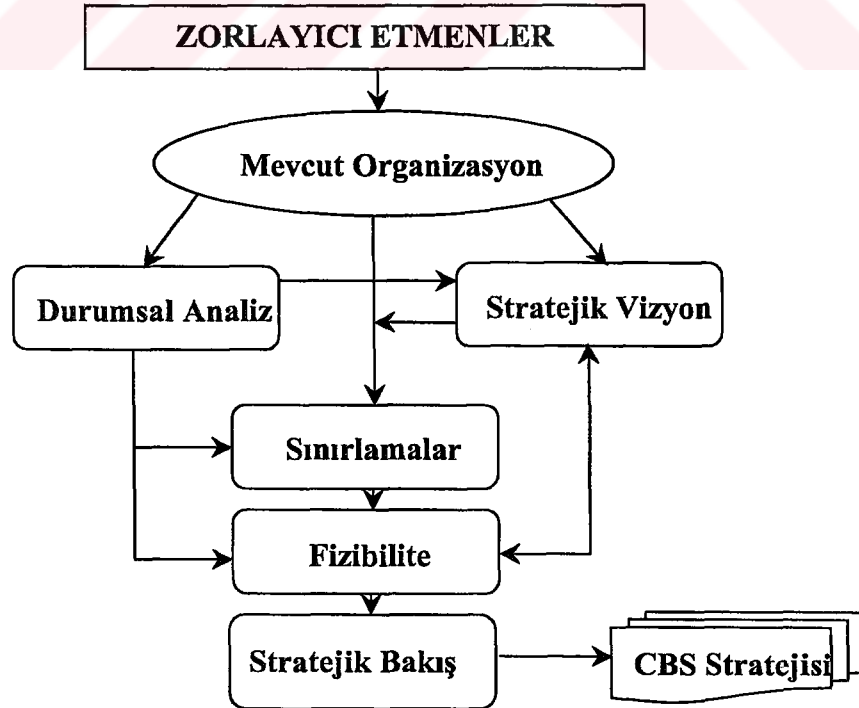 ZORLAYICI ETMENLER
Mevcut Organizasyon
Durumsal Analiz
Stratejik Vizyon
Sınırlamalar
Fizibilite
Stratejik Bakış
CBS Stratejisi